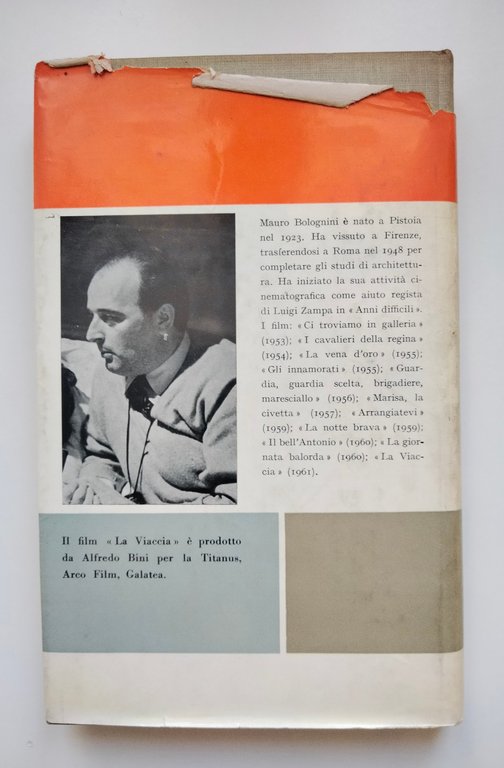 Mauro Bolognini è nato a Pistoia
nel 1923. Ha vissuto a Firenze,
trasferendosi a Roma nel 1948 per
completare gli studi di architettu-
ra. Ha iniziato la sua attività ci-
nematografica come aiuto regista
di Luigi Zampa in « Anni difficili ».
I film: « Ci troviamo in galleria »
(1953); « I cavalieri della regina »
(1954); « La vena d'oro » (1955);
« Gli innamorati » (1955); « Guar-
dia, guardia scelta, brigadiere,
maresciallo » (1956); « Marisa, la
civetta » (1957); « Arrangiatevi »
(1959); « La notte brava » (1959);
« Il bell'Antonio » (1960); « La gior-
nata balorda » (1960); « La Viac-
cia » (1961).
Il film « La Viaccia » è prodotto
da Alfredo Bini per la Titanus,
Arco Film, Galatea.